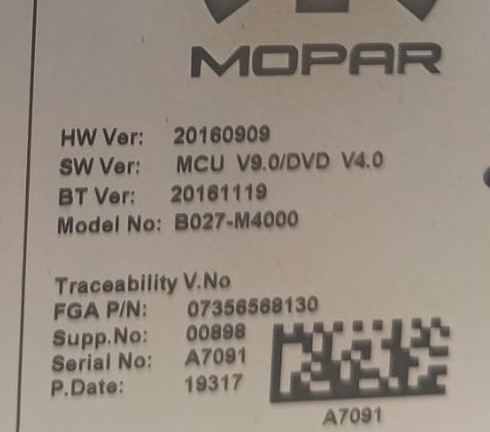 MOPAR
HW Ver: 20160909
SW Ver: MCU V9.0/DVD V4.0
BT Ver: 20161119
Model No: B027-M4000
Traceability V.No
FGA P/N: 07356568130
Supp.No: 00898
Serial No: A7091
P.Date: 19317
A7091